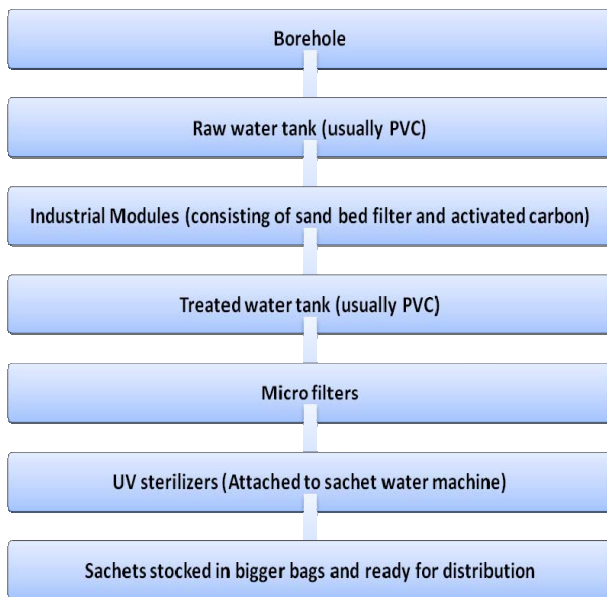 Borehole
Raw water tank (usually PVC)
Industrial Modules (consisting of sand bed filter and activated carbon)
Treated water tank (usually PVC)
Micro filters
UV sterilizers (Attached to sachet water machine)
Sachets stocked in bigger bags and ready for distribution